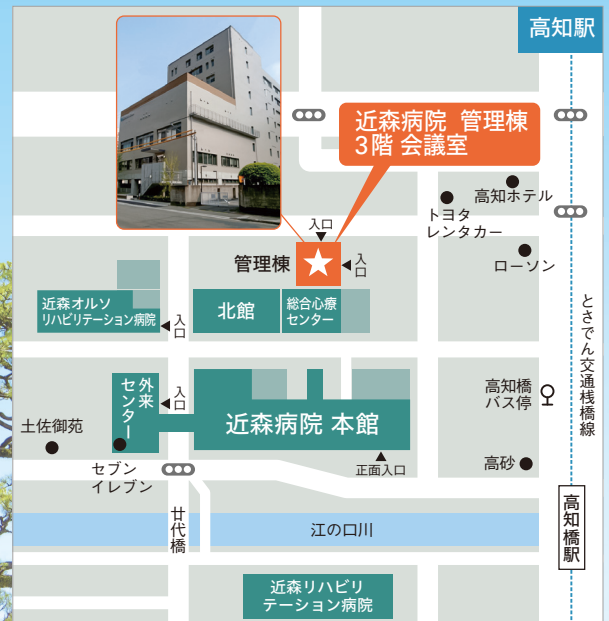 高知駅
近森病院 管理棟
3階 会議室
高知ホテル
トヨタ
レンタカー
入口
管理棟
入口
ローソン
近森オルソ
リハビリテーション病院
入口
北館
総合心療
センター
とさでん交通桟橋線
外来
センター
入口
近森病院 本館
正面入口
高知橋
バス停
土佐御苑
セブン
イレブン
高砂
廿代橋
江の口川
高知橋駅
近森リハビリ
テーション病院